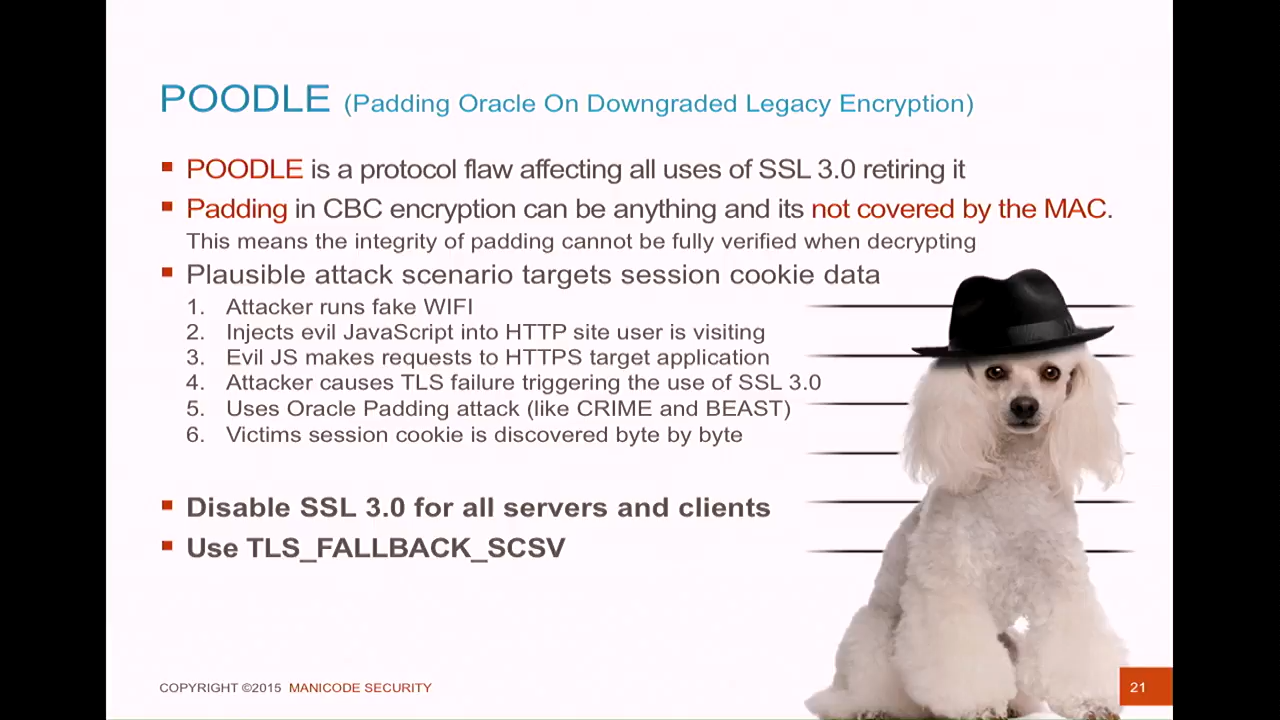 POODLE (Padding Oracle On Downgraded Legacy Encryption)
POODLE is a protocol flaw affecting all uses of SSL 3.0 retiring it
Padding in CBC encryption can be anything and its not covered by the MAC.
This means the integrity of padding cannot be fully verified when decrypting
Plausible attack scenario targets session cookie data
1. Attacker runs fake WIFI
2. Injects evil JavaScript into HTTP site user is visiting
3. Evil JS makes requests to HTTPS target application
4. Attacker causes TLS failure triggering the use of SSL 3.0
5. Uses Oracle Padding attack (like CRIME and BEAST)
6. Victims session cookie is discovered byte by byte
Disable SSL 3.0 for all servers and clients
Use TLS_FALLBACK_SCSV
COPYRIGHT ©2015 MANICODE SECURITY
21